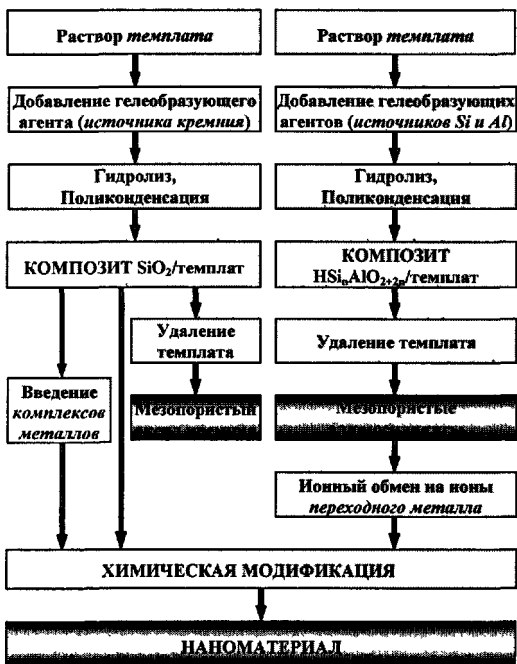 Раствор темплата
Добавление гелеобразующего
агента (источника кремния)
Гидролиз,
Поликонденсация
КОМПОЗИТ SiO2/темплат
Удаление
темплата
Мезопористый
Введение
комплексов
металлов
Раствор темплата
Добавление гелеобразующих
агентов (источников Si и Al)
Гидролиз,
Поликонденсация
КОМПОЗИТ
HSinAlO2+2n/темплат
Удаление темплата
Мезопористые
Ионный обмен на ионы
переходного металла
ХИМИЧЕСКАЯ МОДИФИКАЦИЯ
НАНОМАТЕРИАЛ